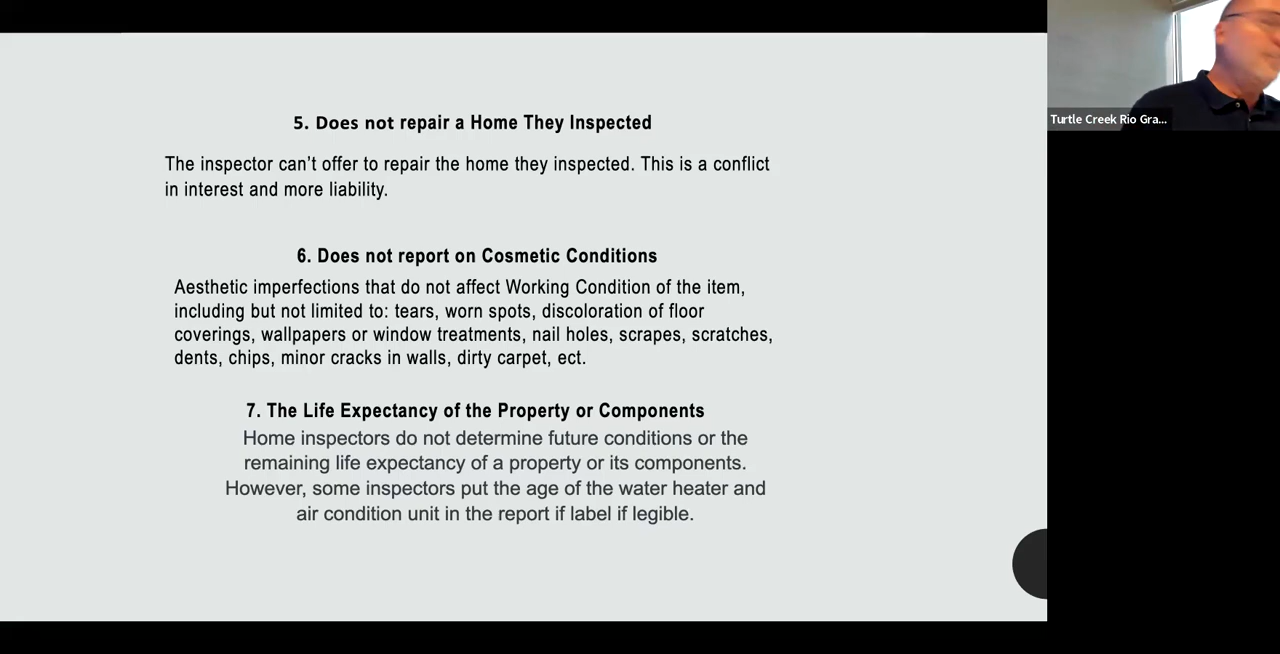 5. Does not repair a Home They Inspected
The inspector can't offer to repair the home they inspected. This is a conflict
in interest and more liability.
6. Does not report on Cosmetic Conditions
Aesthetic imperfections that do not affect Working Condition of the item,
including but not limited to: tears, worn spots, discoloration of floor
coverings, wallpapers or window treatments, nail holes, scrapes, scratches,
dents, chips, minor cracks in walls, dirty carpet, ect.
7. The Life Expectancy of the Property or Components
Home inspectors do not determine future conditions or the
remaining life expectancy of a property or its components.
However, some inspectors put the age of the water heater and
air condition unit in the report if label if legible.
Turtle Creek Rio Gra...